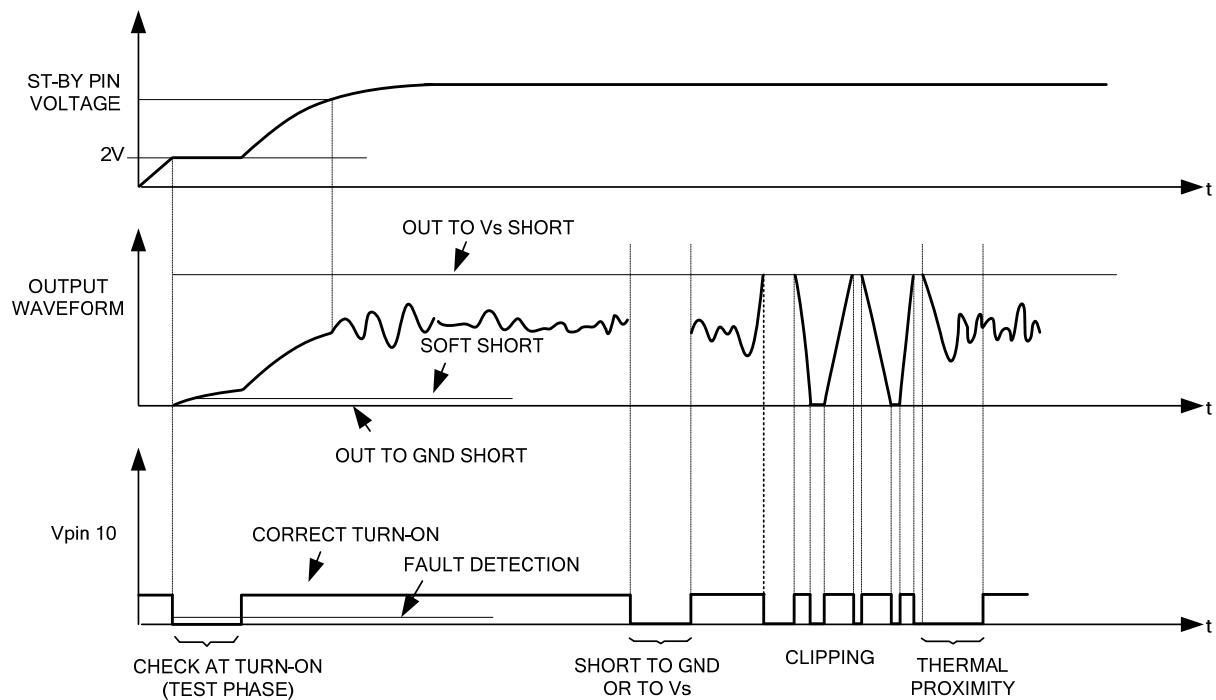 ST-BY PIN
VOLTAGE
2V
t
OUT TO Vs SHORT
OUTPUT
WAVEFORM
SOFT SHORT
t
OUT TO GND SHORT
Vpin 10
CORRECT TURN-ON
FAULT DETECTION
t
CHECK AT TURN-ON
(TEST PHASE)
SHORT TO GND
OR TO Vs
CLIPPING
THERMAL
PROXIMITY